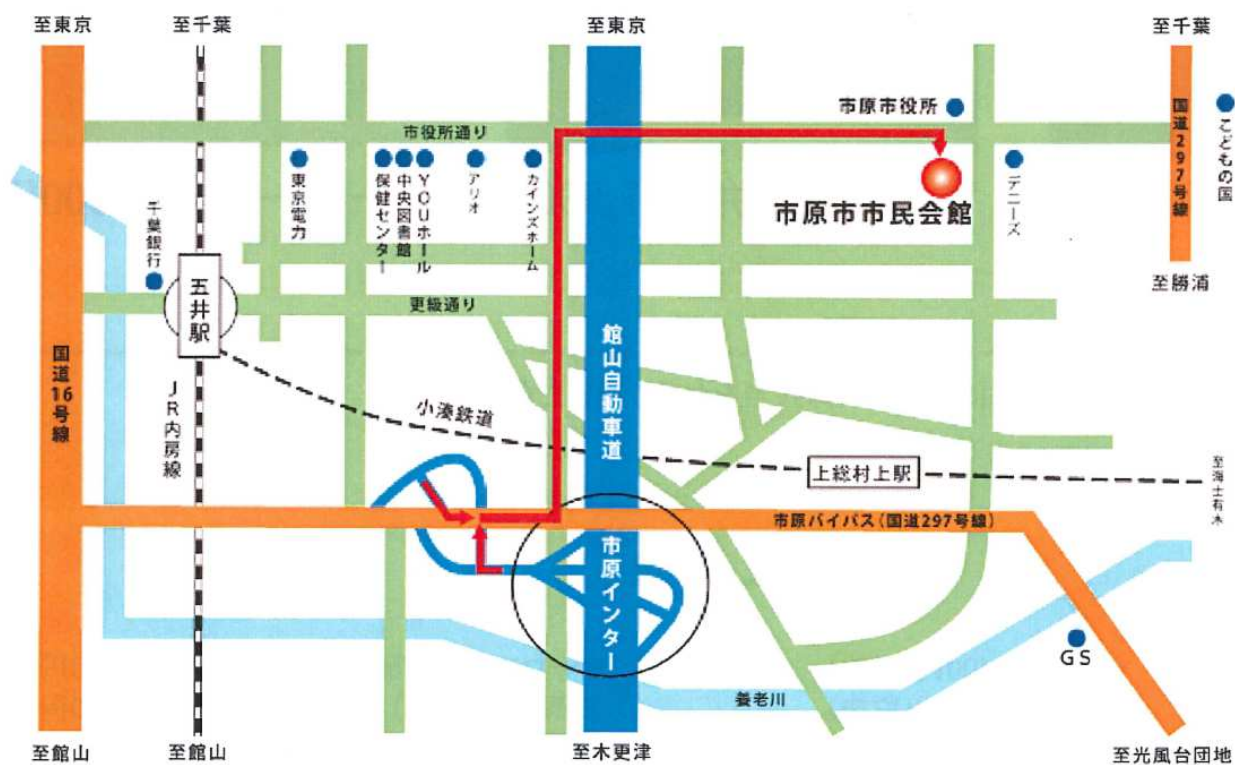 至東京
至千葉
至東京
至千葉
市原市役所
市役所通り
国道297号線
こどもの国
東京電力
保健センター
中央図書館
YOUホール
アリオ
カインズホーム
デニーズ
市原市市民会館
千葉銀行
五井駅
至勝浦
更級通り
国道16号線
JR内房線
館山自動車道
小湊鉄道
上総村上駅
至海士有木
市原バイパス(国道297号線)
市原インター
GS
養老川
至館山
至館山
至木更津
至光風台団地